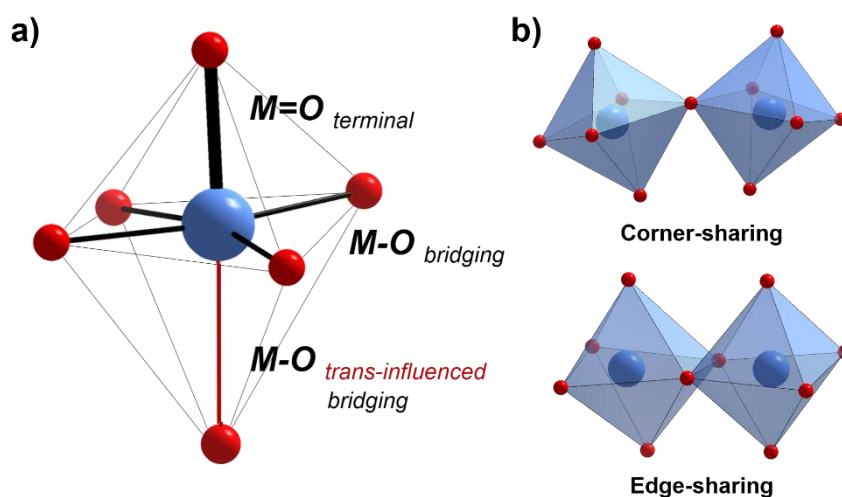 a)
M=O terminal
M-O bridging
M-O trans-influenced
bridging
b)
Corner-sharing
Edge-sharing